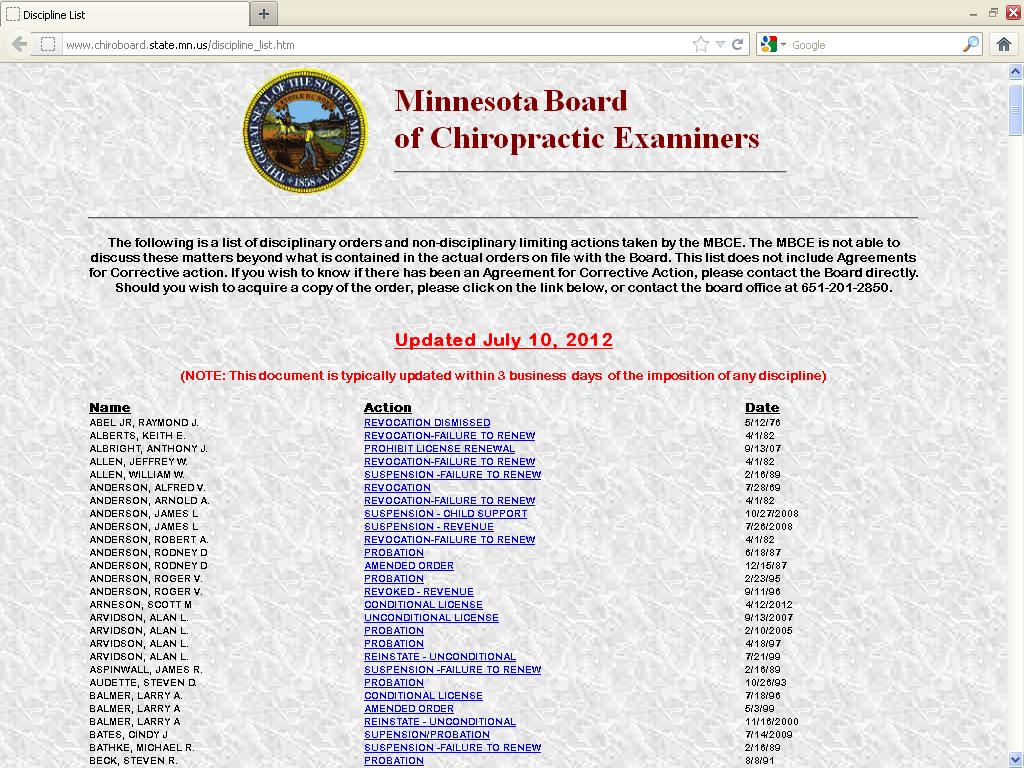 Discipline List
www.chiroboard.state.mn.us/discipline_list.htm
Google
THE GREAT SEAL OF THE STATE OF MINNESOTA
L'ETOILE DU NORD
1858
Minnesota Board
of Chiropractic Examiners
The following is a list of disciplinary orders and non-disciplinary limiting actions taken by the MBCE. The MBCE is not able to
discuss these matters beyond what is contained in the actual orders on file with the Board. This list does not include Agreements
for Corrective action. If you wish to know if there has been an Agreement for Corrective Action, please contact the Board directly.
Should you wish to acquire a copy of the order, please click on the link below, or contact the board office at 651-201-2850.
Updated July 10, 2012
(NOTE: This document is typically updated within 3 business days of the imposition of any discipline)
Name Action Date
ABEL JR, RAYMOND J. REVOCATION DISMISSED 5/12/76
ALBERTS, KEITH E. REVOCATION-FAILURE TO RENEW 4/1/82
ALBRIGHT, ANTHONY J. PROHIBIT LICENSE RENEWAL 9/13/07
ALLEN, JEFFREY W. REVOCATION-FAILURE TO RENEW 4/1/82
ALLEN, WILLIAM W. SUSPENSION -FAILURE TO RENEW 2/16/89
ANDERSON, ALFRED V. REVOCATION 7/28/69
ANDERSON, ARNOLD A. REVOCATION-FAILURE TO RENEW 4/1/82
ANDERSON, JAMES L SUSPENSION - CHILD SUPPORT 10/27/2008
ANDERSON, JAMES L SUSPENSION - REVENUE 7/26/2008
ANDERSON, ROBERT A. REVOCATION-FAILURE TO RENEW 4/1/82
ANDERSON, RODNEY D PROBATION 6/18/87
ANDERSON, RODNEY D AMENDED ORDER 12/15/87
ANDERSON, ROGER V. PROBATION 2/23/95
ANDERSON, ROGER V. REVOKED - REVENUE 9/11/96
ARNESON, SCOTT M CONDITIONAL LICENSE 4/12/2012
ARVIDSON, ALAN L. UNCONDITIONAL LICENSE 9/13/2007
ARVIDSON, ALAN L. PROBATION 2/10/2005
ARVIDSON, ALAN L. PROBATION 4/18/97
ARVIDSON, ALAN L. REINSTATE - UNCONDITIONAL 7/21/99
ASPINWALL, JAMES R. SUSPENSION -FAILURE TO RENEW 2/16/89
AUDETTE, STEVEN D. PROBATION 10/26/93
BALMER, LARRY A. CONDITIONAL LICENSE 7/18/96
BALMER, LARRY A AMENDED ORDER 5/3/99
BALMER, LARRY A REINSTATE - UNCONDITIONAL 11/16/2000
BATES, CINDY J SUPENSION/PROBATION 7/14/2009
BATHKE, MICHAEL R. SUSPENSION -FAILURE TO RENEW 2/16/89
BECK, STEVEN R. PROBATION 8/8/91